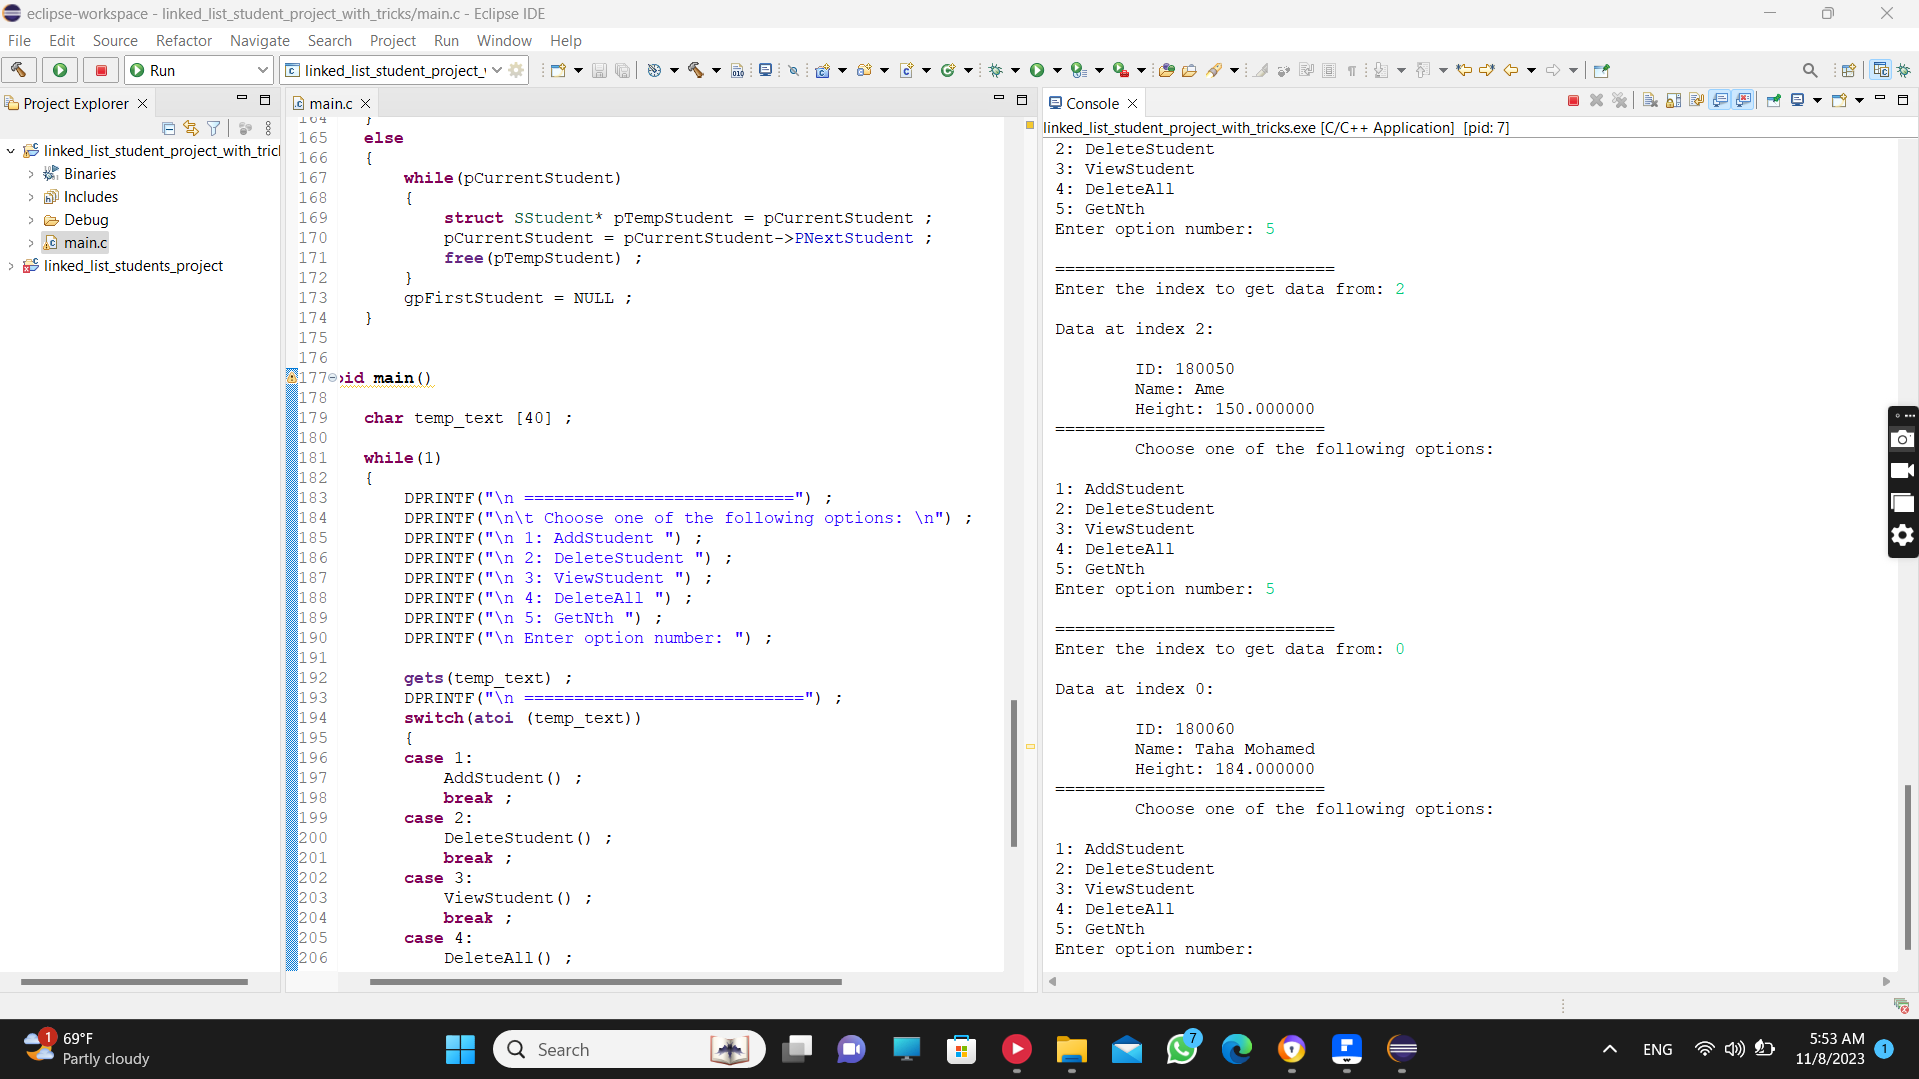 eclipse-workspace - linked_list_student_project_with_tricks/main.c - Eclipse IDE
File Edit Source Refactor Navigate Search Project Run Window Help
Run
linked_list_student_project_
Project Explorer
linked_list_student_project_with_tric
Binaries
Includes
Debug
main.c
linked_list_students_project
main.c
164 }
165 else
166 {
167 while(pCurrentStudent)
168 {
169 struct SStudent* pTempStudent = pCurrentStudent ;
170 pCurrentStudent = pCurrentStudent->PNextStudent ;
171 free(pTempStudent) ;
172 }
173 gpFirstStudent = NULL ;
174 }
175
176
177 oid main()
178
179 char temp_text [40] ;
180
181 while(1)
182 {
183 DPRINTF("\n ===========================") ;
184 DPRINTF("\n\t Choose one of the following options: \n") ;
185 DPRINTF("\n 1: AddStudent ") ;
186 DPRINTF("\n 2: DeleteStudent ") ;
187 DPRINTF("\n 3: ViewStudent ") ;
188 DPRINTF("\n 4: DeleteAll ") ;
189 DPRINTF("\n 5: GetNth ") ;
190 DPRINTF("\n Enter option number: ") ;
191
192 gets(temp_text) ;
193 DPRINTF("\n ============================") ;
194 switch(atoi (temp_text))
195 {
196 case 1:
197 AddStudent() ;
198 break ;
199 case 2:
200 DeleteStudent() ;
201 break ;
202 case 3:
203 ViewStudent() ;
204 break ;
205 case 4:
206 DeleteAll() ;
Console
linked_list_student_project_with_tricks.exe [C/C++ Application] [pid: 7]
2: DeleteStudent
3: ViewStudent
4: DeleteAll
5: GetNth
Enter option number: 5
============================
Enter the index to get data from: 2
Data at index 2:
ID: 180050
Name: Ame
Height: 150.000000
===========================
Choose one of the following options:
1: AddStudent
2: DeleteStudent
3: ViewStudent
4: DeleteAll
5: GetNth
Enter option number: 5
============================
Enter the index to get data from: 0
Data at index 0:
ID: 180060
Name: Taha Mohamed
Height: 184.000000
===========================
Choose one of the following options:
1: AddStudent
2: DeleteStudent
3: ViewStudent
4: DeleteAll
5: GetNth
Enter option number:
1
69°F
Partly cloudy
Search
7
ENG
5:53 AM
11/8/2023
1